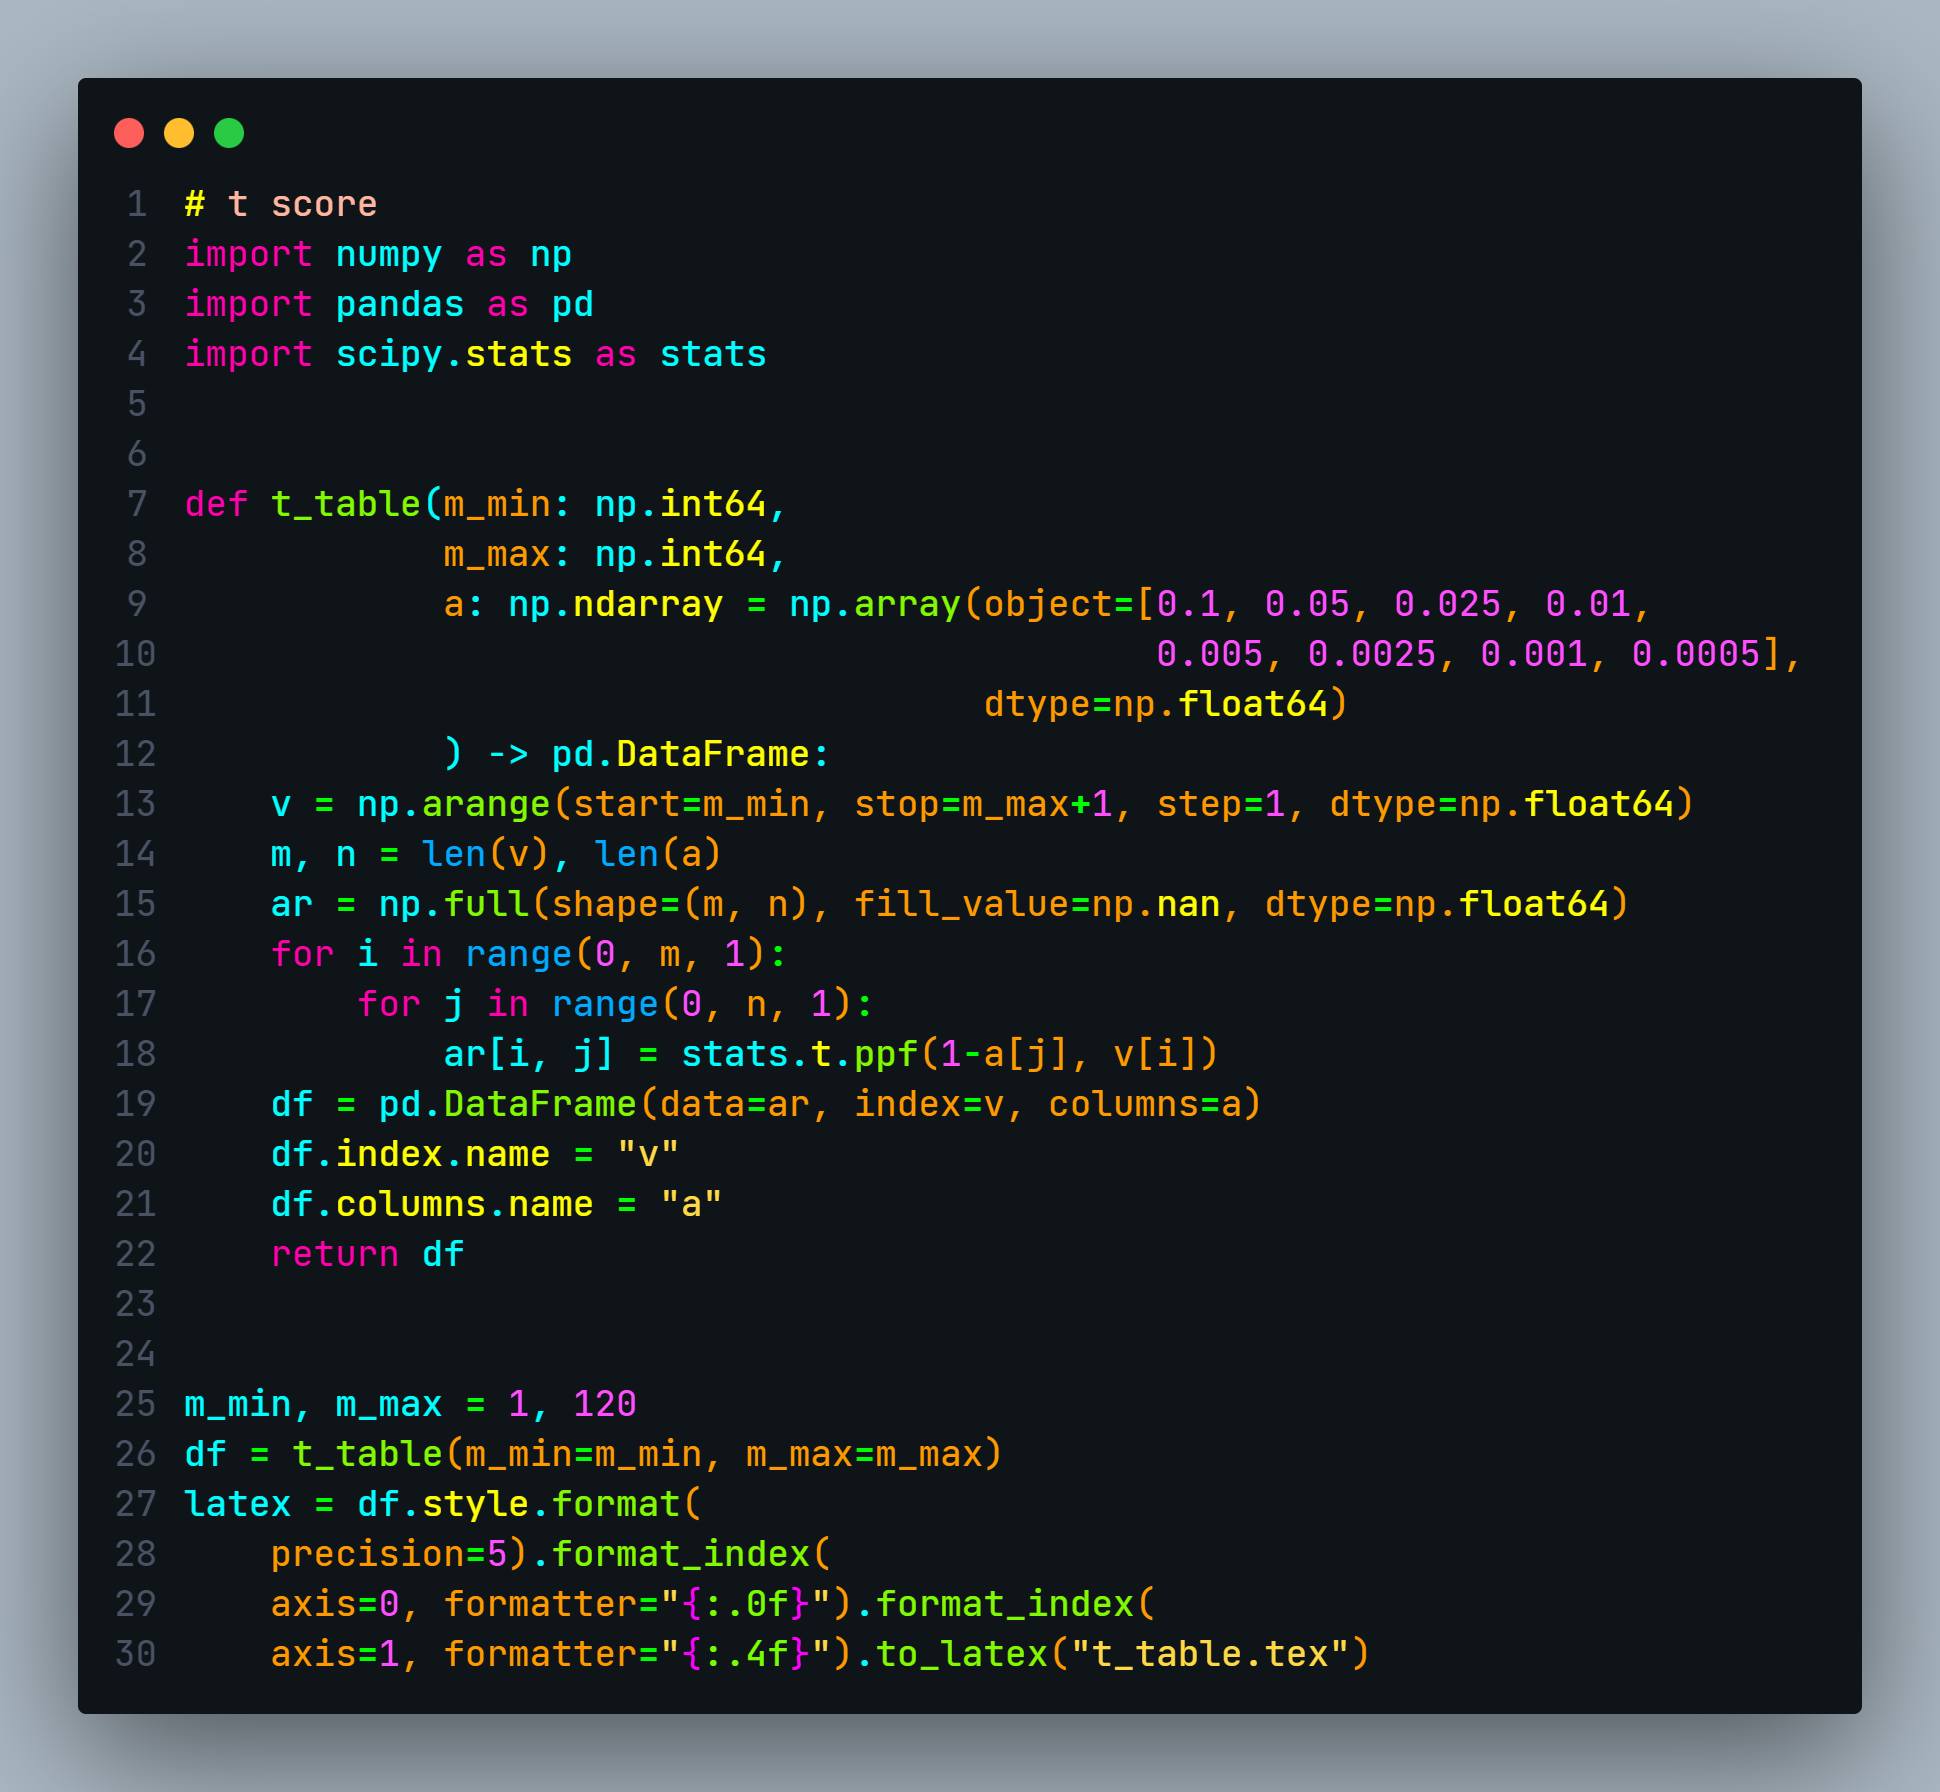 1 # t score
2 import numpy as np
3 import pandas as pd
4 import scipy.stats as stats
5
6
7 def t_table(m_min: np.int64,
8             m_max: np.int64,
9             a: np.ndarray = np.array(object=[0.1, 0.05, 0.025, 0.01,
10                                              0.005, 0.0025, 0.001, 0.0005],
11                                      dtype=np.float64)
12             ) -> pd.DataFrame:
13     v = np.arange(start=m_min, stop=m_max+1, step=1, dtype=np.float64)
14     m, n = len(v), len(a)
15     ar = np.full(shape=(m, n), fill_value=np.nan, dtype=np.float64)
16     for i in range(0, m, 1):
17         for j in range(0, n, 1):
18             ar[i, j] = stats.t.ppf(1-a[j], v[i])
19     df = pd.DataFrame(data=ar, index=v, columns=a)
20     df.index.name = "v"
21     df.columns.name = "a"
22     return df
23
24
25 m_min, m_max = 1, 120
26 df = t_table(m_min=m_min, m_max=m_max)
27 latex = df.style.format(
28     precision=5).format_index(
29     axis=0, formatter="{:.0f}").format_index(
30     axis=1, formatter="{:.4f}").to_latex("t_table.tex")